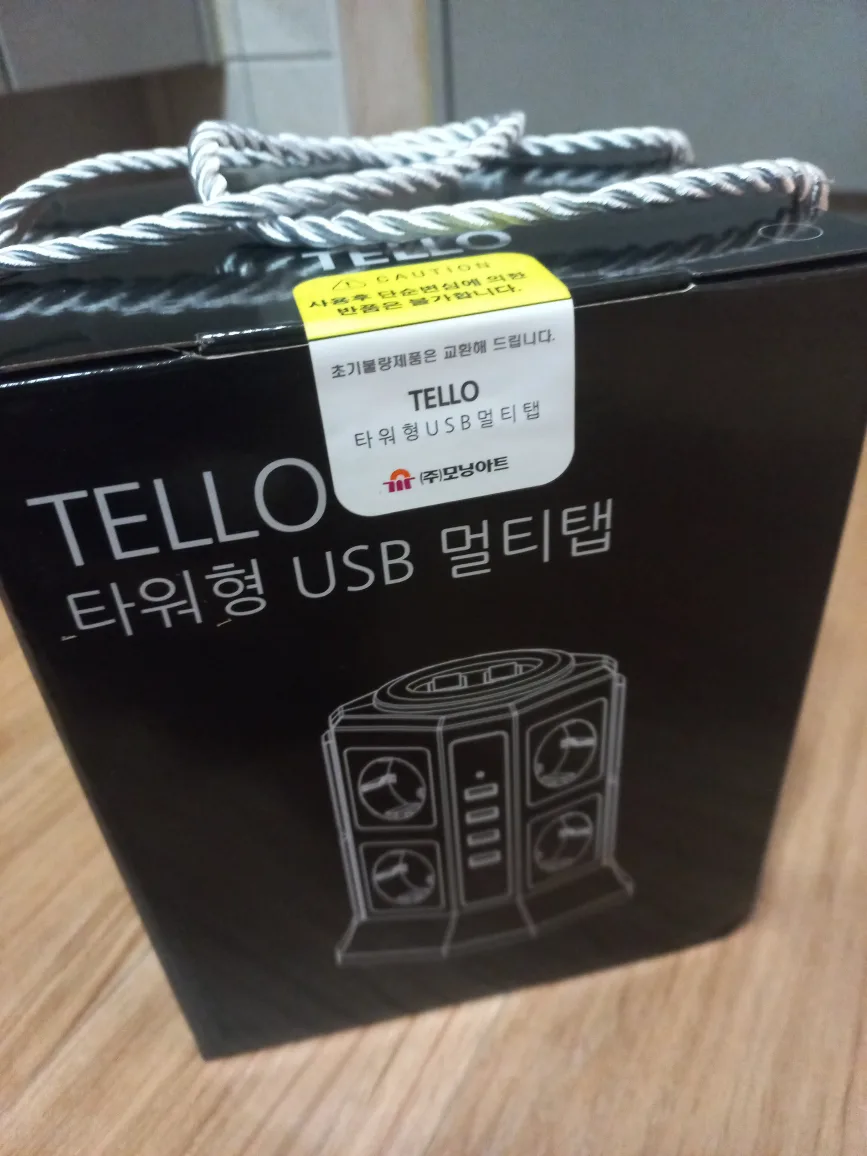 TELLO
CAUTION
사용후 단순변심에 의한
반품은 불가합니다.
초기불량제품은 교환해 드립니다.
TELLO
타워형USB멀티탭
(주)모닝아트
TELLO
타워형 USB 멀티탭